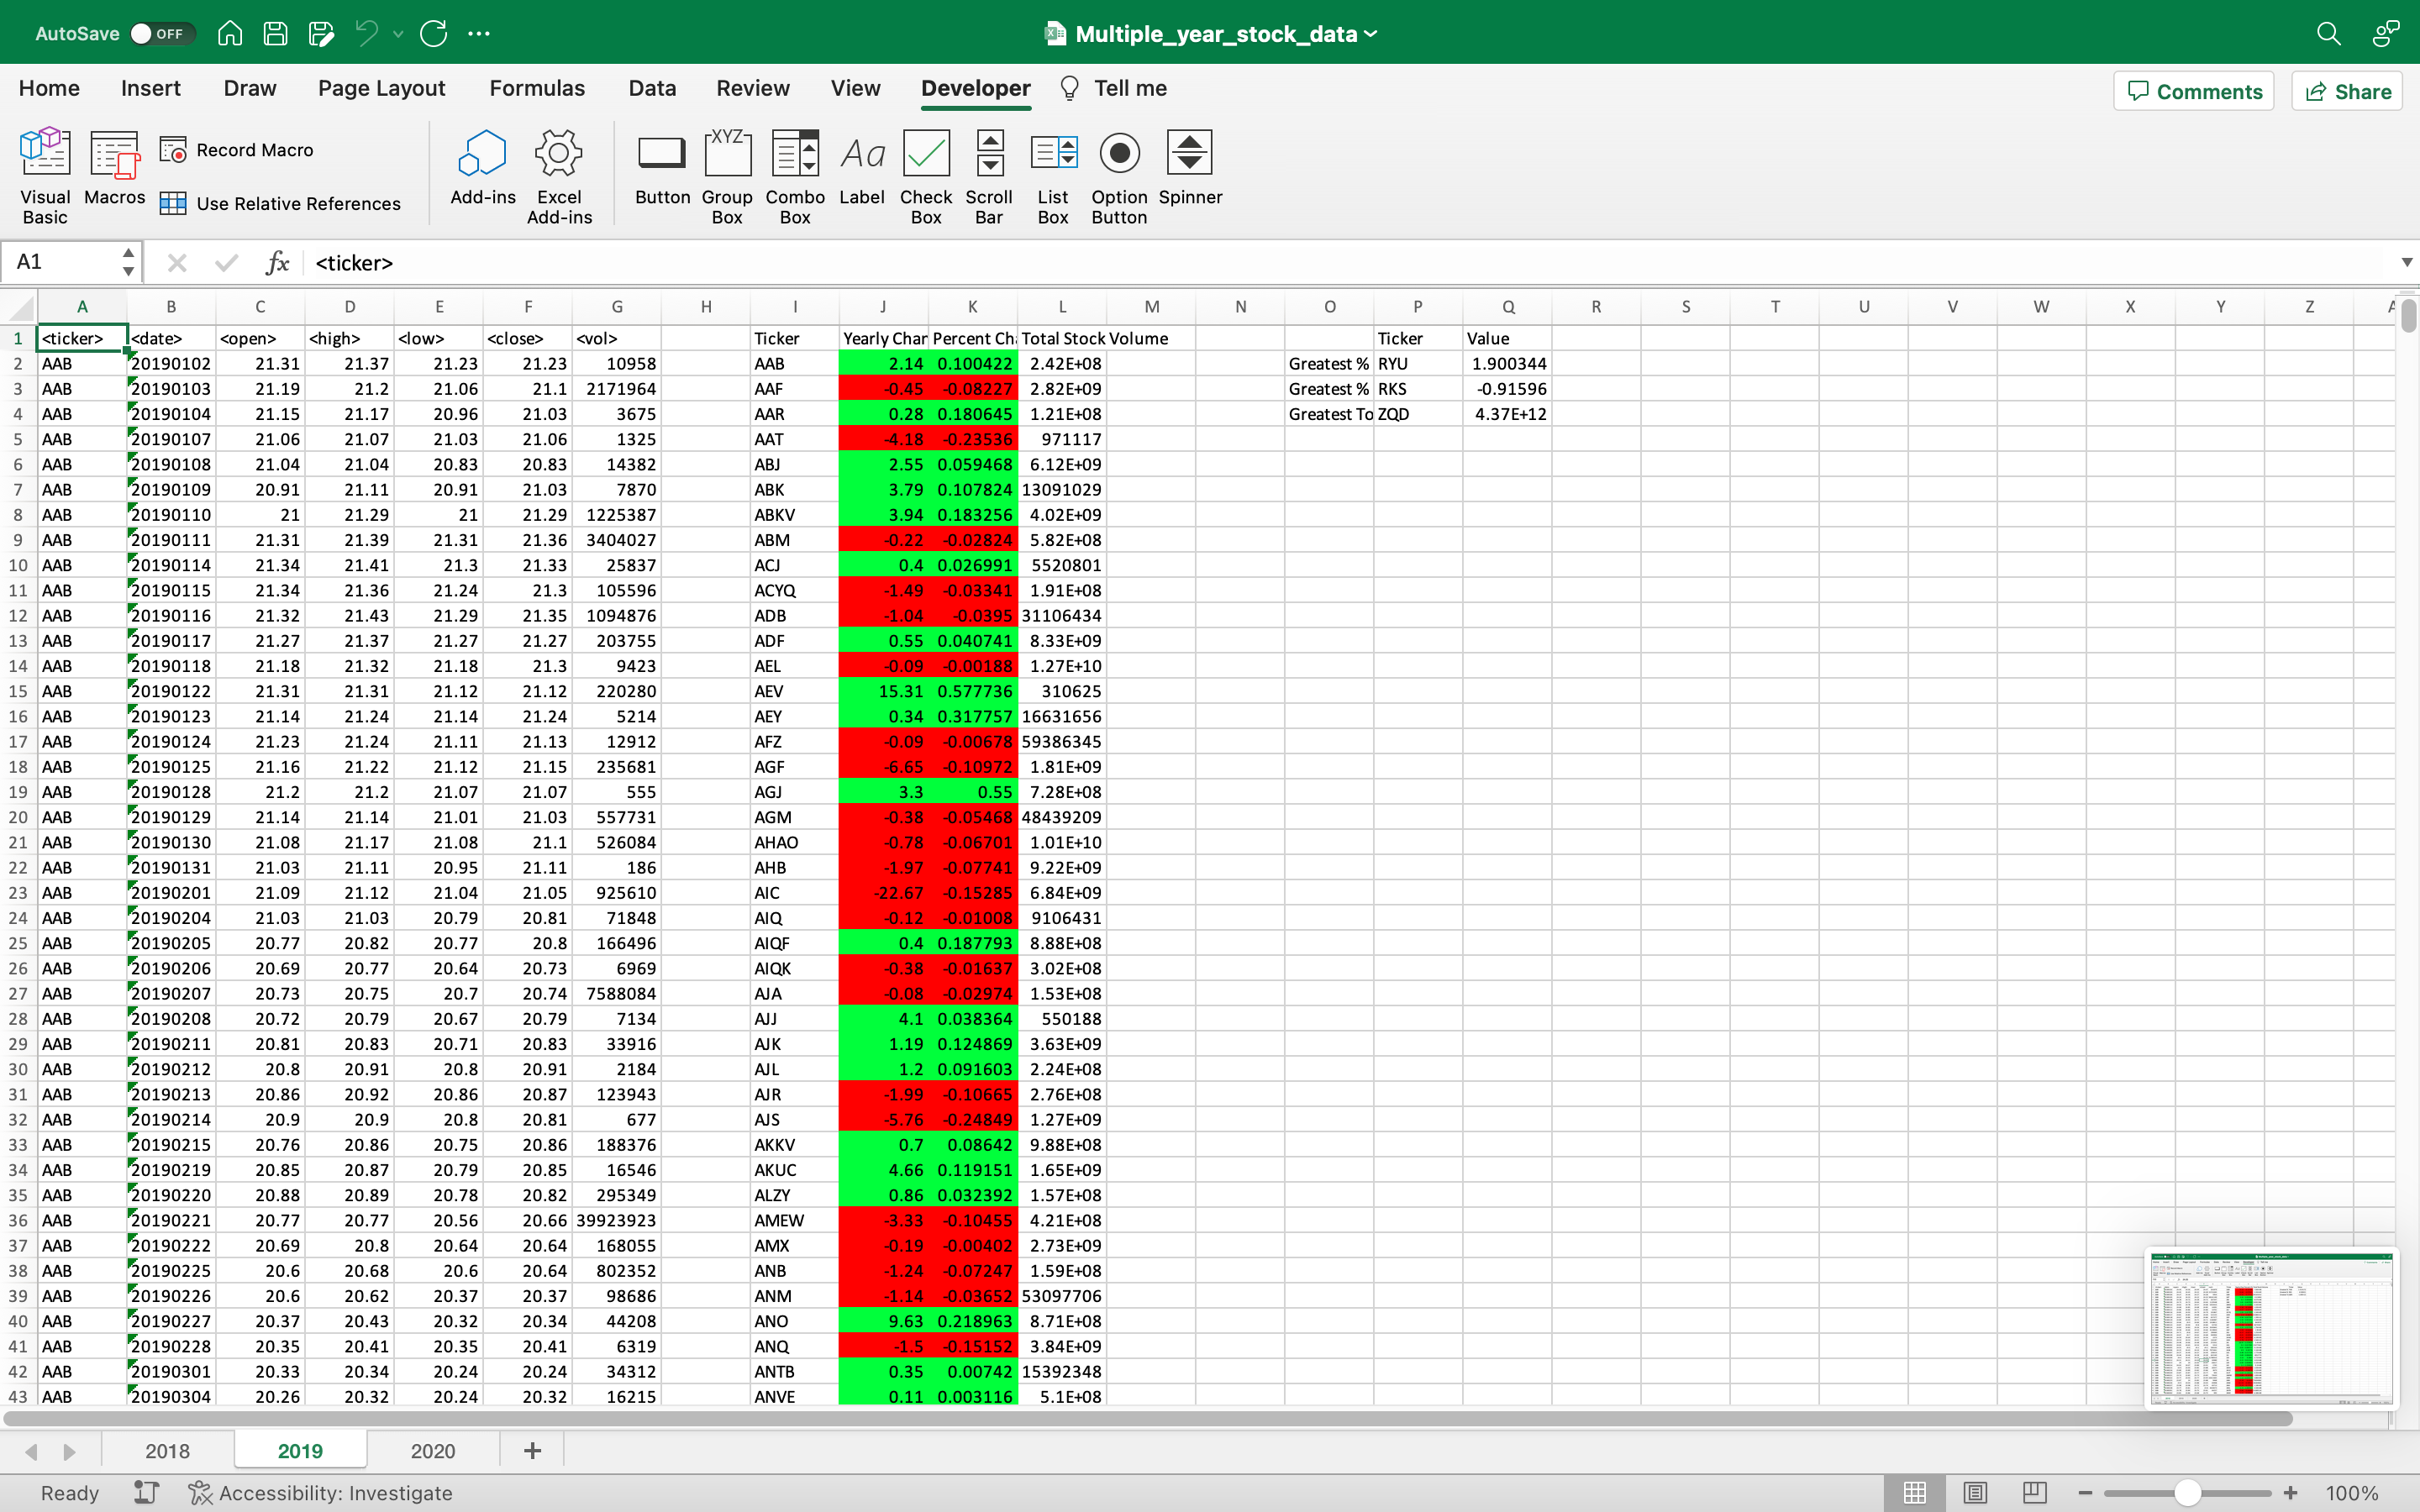 AutoSave OFF Multiple_year_stock_data
Home Insert Draw Page Layout Formulas Data Review View Developer Tell me Comments Share
Visual Basic Macros Record Macro Use Relative References Add-ins Excel Add-ins Button Group Box Combo Box Label Check Box Scroll Bar List Box Option Button Spinner
A1 fx <ticker>
A B C D E F G H I J K L M N O P Q R S T U V W X Y Z
1 <ticker> <date> <open> <high> <low> <close> <vol> Ticker Yearly Char Percent Ch Total Stock Volume Ticker Value
2 AAB 20190102 21.31 21.37 21.23 21.23 10958 AAB 2.14 0.100422 2.42E+08 Greatest % RYU 1.900344
3 AAB 20190103 21.19 21.2 21.06 21.1 2171964 AAF -0.45 -0.08227 2.82E+09 Greatest % RKS -0.91596
4 AAB 20190104 21.15 21.17 20.96 21.03 3675 AAR 0.28 0.180645 1.21E+08 Greatest To ZQD 4.37E+12
5 AAB 20190107 21.06 21.07 21.03 21.06 1325 AAT -4.18 -0.23536 971117
6 AAB 20190108 21.04 21.04 20.83 20.83 14382 ABJ 2.55 0.059468 6.12E+09
7 AAB 20190109 20.91 21.11 20.91 21.03 7870 ABK 3.79 0.107824 13091029
8 AAB 20190110 21 21.29 21 21.29 1225387 ABKV 3.94 0.183256 4.02E+09
9 AAB 20190111 21.31 21.39 21.31 21.36 3404027 ABM -0.22 -0.02824 5.82E+08
10 AAB 20190114 21.34 21.41 21.3 21.33 25837 ACJ 0.4 0.026991 5520801
11 AAB 20190115 21.34 21.36 21.24 21.3 105596 ACYQ -1.49 -0.03341 1.91E+08
12 AAB 20190116 21.32 21.43 21.29 21.35 1094876 ADB -1.04 -0.0395 31106434
13 AAB 20190117 21.27 21.37 21.27 21.27 203755 ADF 0.55 0.040741 8.33E+09
14 AAB 20190118 21.18 21.32 21.18 21.3 9423 AEL -0.09 -0.00188 1.27E+10
15 AAB 20190122 21.31 21.31 21.12 21.12 220280 AEV 15.31 0.577736 310625
16 AAB 20190123 21.14 21.24 21.14 21.24 5214 AEY 0.34 0.317757 16631656
17 AAB 20190124 21.23 21.24 21.11 21.13 12912 AFZ -0.09 -0.00678 59386345
18 AAB 20190125 21.16 21.22 21.12 21.15 235681 AGF -6.65 -0.10972 1.81E+09
19 AAB 20190128 21.2 21.2 21.07 21.07 555 AGJ 3.3 0.55 7.28E+08
20 AAB 20190129 21.14 21.14 21.01 21.03 557731 AGM -0.38 -0.05468 48439209
21 AAB 20190130 21.08 21.17 21.08 21.1 526084 AHAO -0.78 -0.06701 1.01E+10
22 AAB 20190131 21.03 21.11 20.95 21.11 186 AHB -1.97 -0.07741 9.22E+09
23 AAB 20190201 21.09 21.12 21.04 21.05 925610 AIC -22.67 -0.15285 6.84E+09
24 AAB 20190204 21.03 21.03 20.79 20.81 71848 AIQ -0.12 -0.01008 9106431
25 AAB 20190205 20.77 20.82 20.77 20.8 166496 AIQF 0.4 0.187793 8.88E+08
26 AAB 20190206 20.69 20.77 20.64 20.73 6969 AIQK -0.38 -0.01637 3.02E+08
27 AAB 20190207 20.73 20.75 20.7 20.74 7588084 AJA -0.08 -0.02974 1.53E+08
28 AAB 20190208 20.72 20.79 20.67 20.79 7134 AJJ 4.1 0.038364 550188
29 AAB 20190211 20.81 20.83 20.71 20.83 33916 AJK 1.19 0.124869 3.63E+09
30 AAB 20190212 20.8 20.91 20.8 20.91 2184 AJL 1.2 0.091603 2.24E+08
31 AAB 20190213 20.86 20.92 20.86 20.87 123943 AJR -1.99 -0.10665 2.76E+08
32 AAB 20190214 20.9 20.9 20.8 20.81 677 AJS -5.76 -0.24849 1.27E+09
33 AAB 20190215 20.76 20.86 20.75 20.86 188376 AKKV 0.7 0.08642 9.88E+08
34 AAB 20190219 20.85 20.87 20.79 20.85 16546 AKUC 4.66 0.119151 1.65E+09
35 AAB 20190220 20.88 20.89 20.78 20.82 295349 ALZY 0.86 0.032392 1.57E+08
36 AAB 20190221 20.77 20.77 20.56 20.66 39923923 AMEW -3.33 -0.10455 4.21E+08
37 AAB 20190222 20.69 20.8 20.64 20.64 168055 AMX -0.19 -0.00402 2.73E+09
38 AAB 20190225 20.6 20.68 20.6 20.64 802352 ANB -1.24 -0.07247 1.59E+08
39 AAB 20190226 20.6 20.62 20.37 20.37 98686 ANM -1.14 -0.03652 53097706
40 AAB 20190227 20.37 20.43 20.32 20.34 44208 ANO 9.63 0.218963 8.71E+08
41 AAB 20190228 20.35 20.41 20.35 20.41 6319 ANQ -1.5 -0.15152 3.84E+09
42 AAB 20190301 20.33 20.34 20.24 20.24 34312 ANTB 0.35 0.00742 15392348
43 AAB 20190304 20.26 20.32 20.24 20.32 16215 ANVE 0.11 0.003116 5.1E+08
2018 2019 2020
Ready Accessibility: Investigate 100%